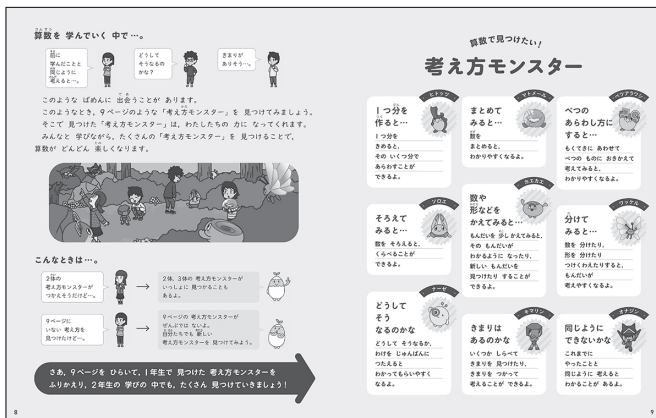 算数を 学んでいく 中で…。
前に
学んだことと
同じように
考えると…。
どうして
そうなるの
かな？
きまりが
ありそう…。
このような ばめんに 出会うことが あります。
このようなとき、9ページのような「考え方モンスター」を 見つけてみましょう。
そこで 見つけた「考え方モンスター」は、わたしたちの 力に なってくれます。
みんなと 学びながら、たくさんの「考え方モンスター」を 見つけることで、
算数が どんどん 楽しくなります。
こんなときは…。
2体の
考え方モンスターが
つかえそうだけど…。
2体、3体の 考え方モンスターが
いっしょに 見つかることも
あるよ。
9ページに
いない 考え方を
見つけたけど…。
9ページの 考え方モンスターが
ぜんぶでは ないよ。
自分たちでも 新しい
考え方モンスターを 見つけてみよう。
さあ、9ページを ひらいて、1年生で 見つけた 考え方モンスターを
ふりかえり、2年生の 学びの 中でも、たくさん 見つけていきましょう！
8
算数で見つけたい！
考え方モンスター
ヒトツ
1つ分を
作ると…
1つ分を
きめると、
その いくつ分で
あらわすことが
できるよ。
マトメール
まとめて
みると…
数を
まとめると、
わかりやすくなるよ。
べつの
あらわし方に
すると…
もくてきに あわせて
べつの ものに おきかえて
考えてみると、
わかりやすくなるよ。
ソロエ
そろえて
みると…
数を そろえると、
くらべることが
できるよ。
カエカエ
数や
形などを
かえてみると…
もんだいを 少し かえてみると、
その もんだいが
わかるように なったり、
新しい もんだいを
見つけたり することが
できるよ。
ワッケル
分けて
みると…
数を 分けたり、
形を 分けたり
つけくわえたりすると、
もんだいが
考えやすくなるよ。
ナーゼ
どうして
そう
なるのかな
どうして そうなるか、
わけを じゅんばんに
つたえると
わかってもらいやすく
なるよ。
キマリン
きまりは
あるのかな
いくつか しらべて
きまりを 見つけたり、
きまりを つかって
考えることが できるよ。
オナジン
同じように
できないかな
これまでに
やったことと
同じように 考えると
わかることが あるよ。
9